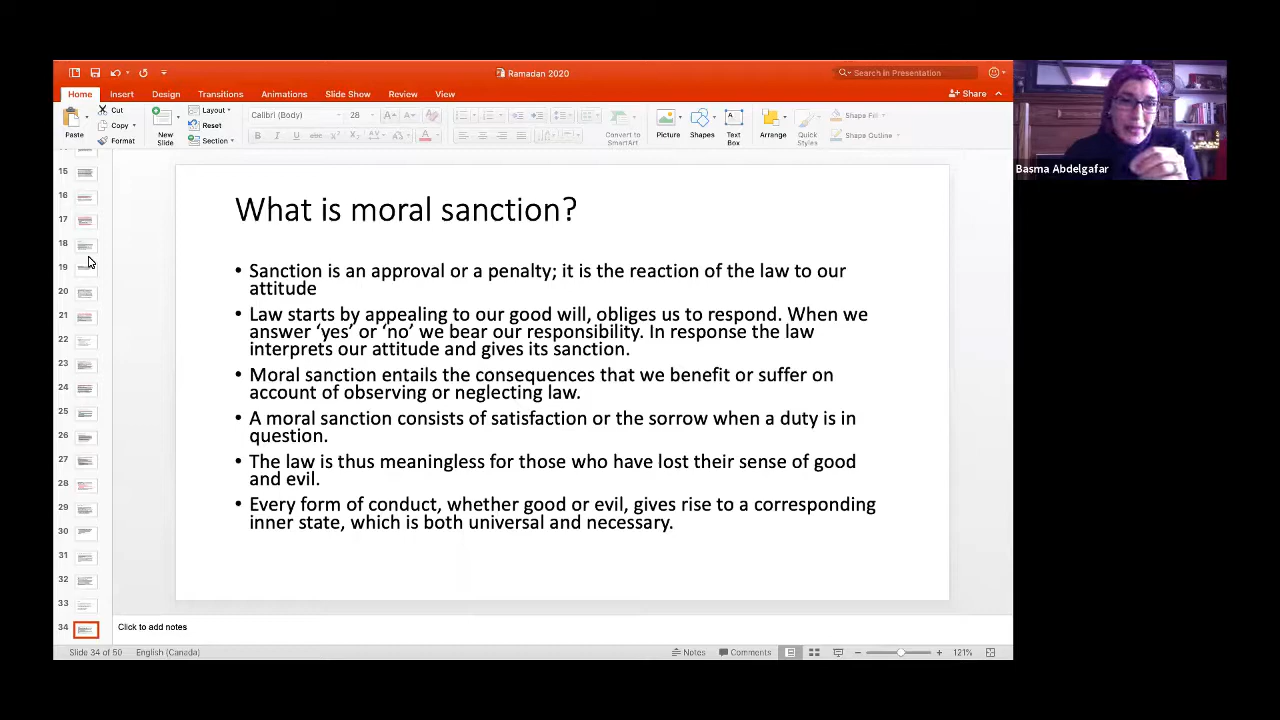 Ramadan 2020
Search in Presentation
Home
Insert
Design
Transitions
Animations
Slide Show
Review
View
Share
Paste
Cut
Copy
Format
New
Slide
Layout
Reset
Section
Calibri (Body)
28
Convert to
SmartArt
Picture
Shapes
Text
Box
Arrange
Quick
Styles
Shape Fill
Shape Outline
Basma Abdelgafar
15
16
17
18
19
20
21
22
23
24
25
26
27
28
29
30
31
32
33
34
What is moral sanction?
• Sanction is an approval or a penalty; it is the reaction of the law to our
attitude
• Law starts by appealing to our good will, obliges us to respond. When we
answer ‘yes’ or ‘no’ we bear our responsibility. In response the law
interprets our attitude and gives its sanction.
• Moral sanction entails the consequences that we benefit or suffer on
account of observing or neglecting law.
• A moral sanction consists of satisfaction or the sorrow when a duty is in
question.
• The law is thus meaningless for those who have lost their sense of good
and evil.
• Every form of conduct, whether good or evil, gives rise to a corresponding
inner state, which is both universal and necessary.
Click to add notes
Slide 34 of 50
English (Canada)
Notes
Comments
121%